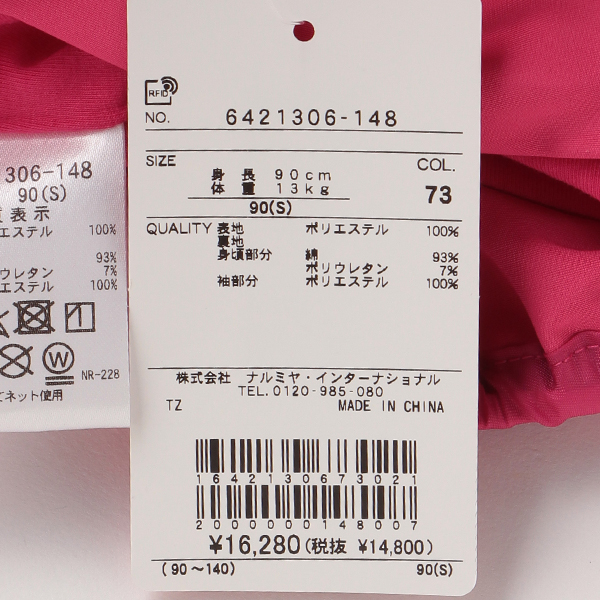 RFID
NO. 6421306-148
SIZE COL.
身長 90cm
体重 13kg 73
90(S)
QUALITY 表地 ポリエステル 100%
裏地
身頃部分 綿 93%
ポリウレタン 7%
袖部分 ポリエステル 100%
株式会社 ナルミヤ・インターナショナル
TEL.0120-985-080
TZ MADE IN CHINA
1642130673021
2000000148007
¥16,280(税抜 ¥14,800)
(90〜140) 90(S)
306-148
90(S)
表示
エステル 100%
93%
ウレタン 7%
エステル 100%
W
NR-228
てネット使用